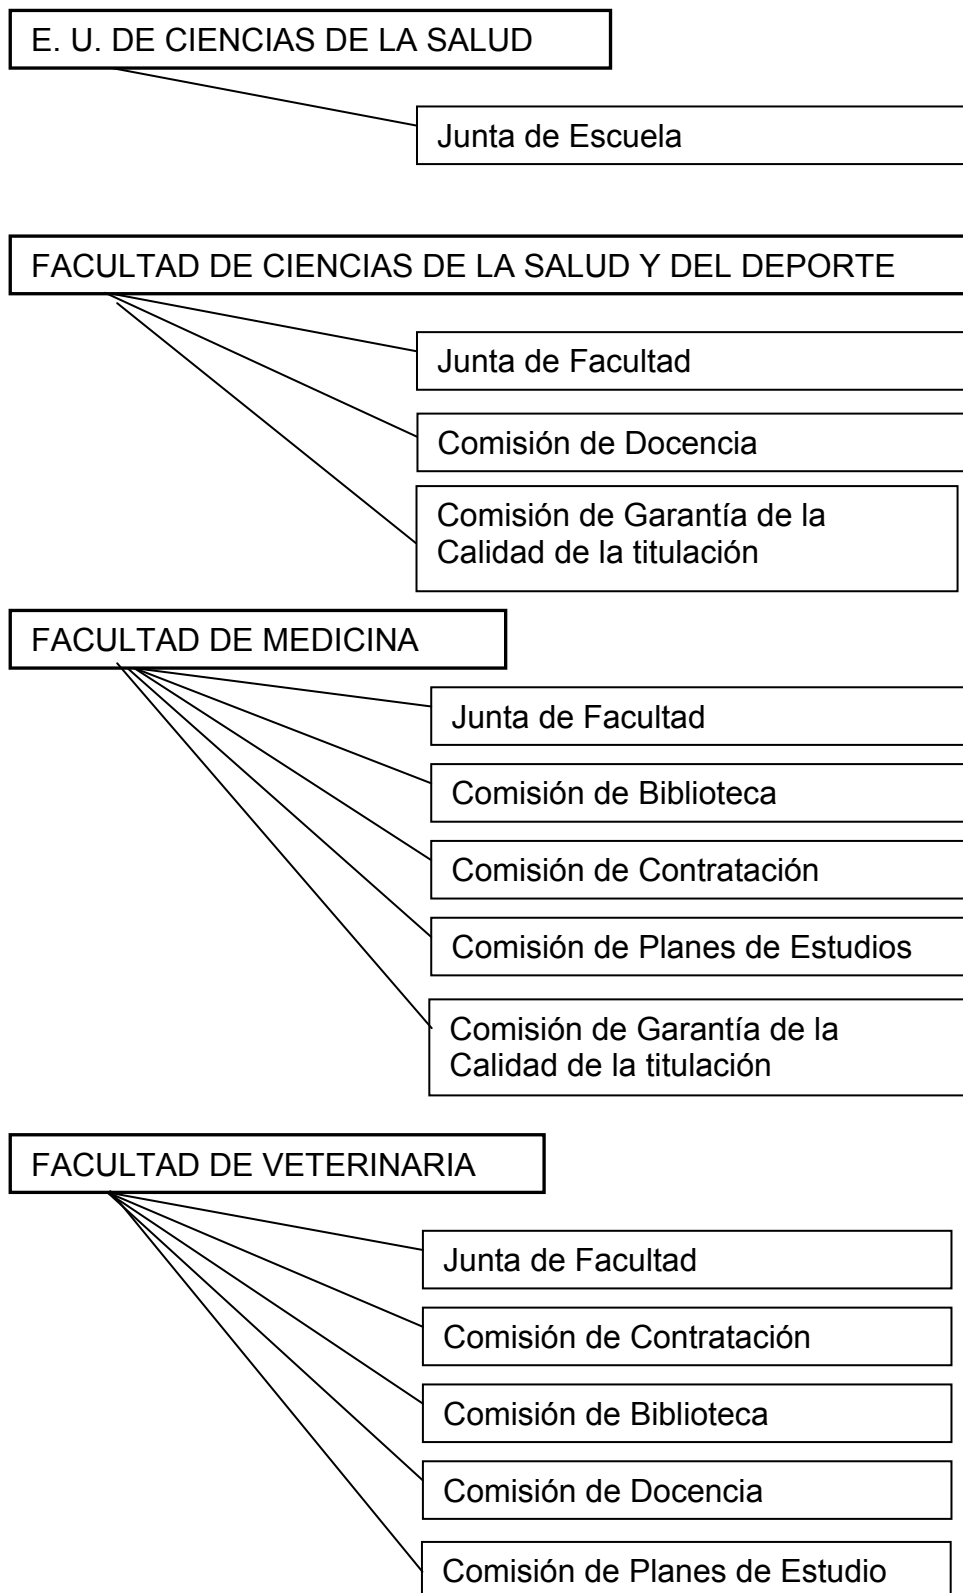 E. U. DE CIENCIAS DE LA SALUD
Junta de Escuela
FACULTAD DE CIENCIAS DE LA SALUD Y DEL DEPORTE
Junta de Facultad
Comisión de Docencia
Comisión de Garantía de la
Calidad de la titulación
FACULTAD DE MEDICINA
Junta de Facultad
Comisión de Biblioteca
Comisión de Contratación
Comisión de Planes de Estudios
Comisión de Garantía de la
Calidad de la titulación
FACULTAD DE VETERINARIA
Junta de Facultad
Comisión de Contratación
Comisión de Biblioteca
Comisión de Docencia
Comisión de Planes de Estudio